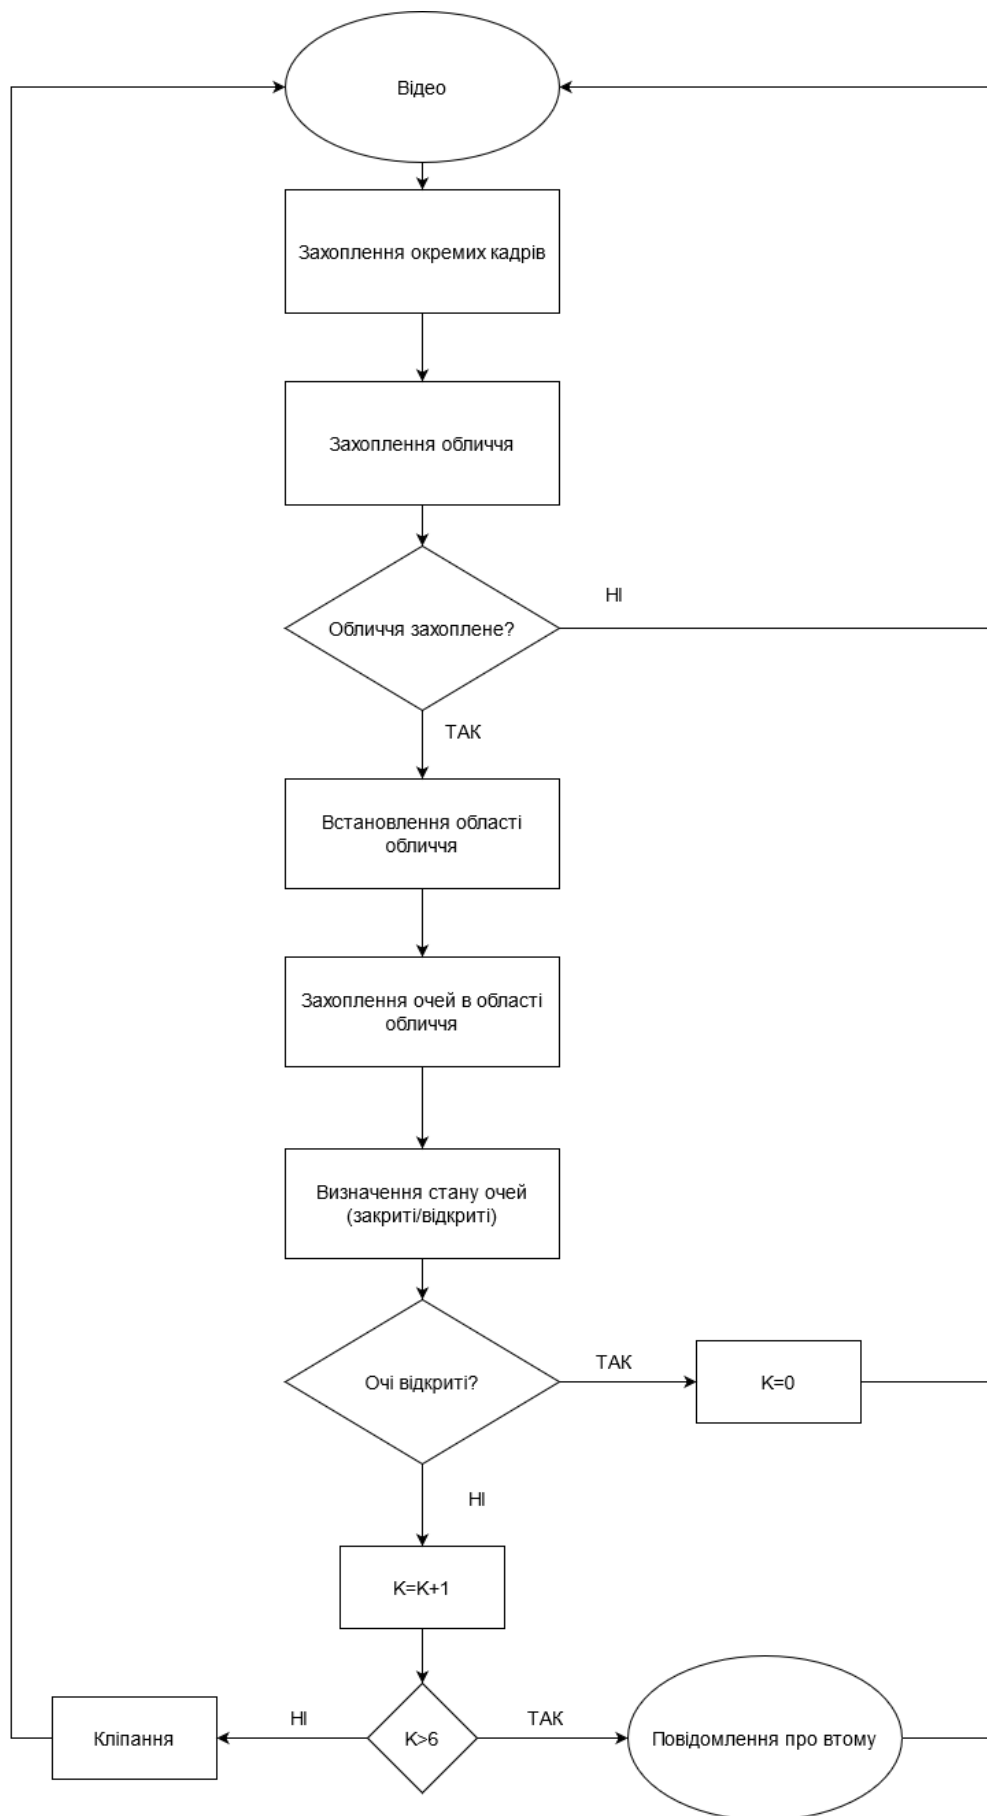 Відео
Захоплення окремих кадрів
Захоплення обличчя
Обличчя захоплене?
НІ
ТАК
Встановлення області
обличчя
Захоплення очей в області
обличчя
Визначення стану очей
(закриті/відкриті)
Очі відкриті?
ТАК
K=0
НІ
K=K+1
Кліпання
НІ
K>6
ТАК
Повідомлення про втому